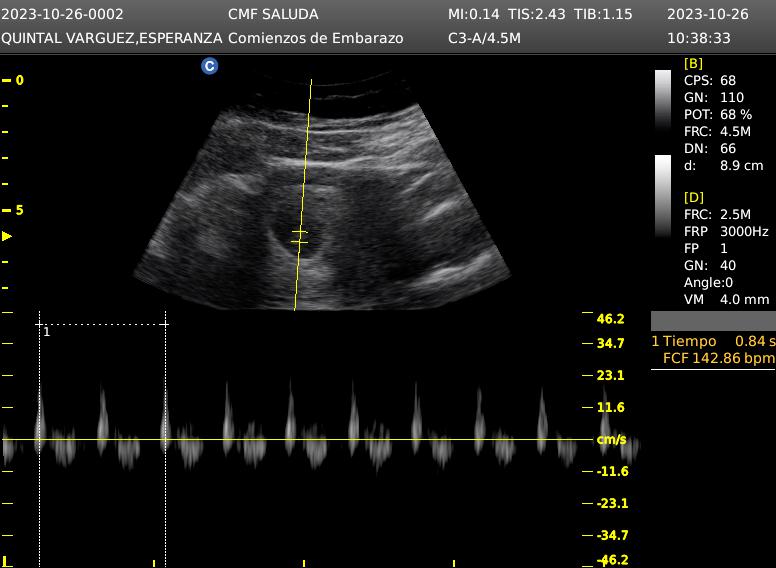 2023-10-26-0002 CMF SALUDA MI:0.14 TIS:2.43 TIB:1.15 2023-10-26
QUINTAL VARGUEZ,ESPERANZA Comienzos de Embarazo C3-A/4.5M 10:38:33
C
[B]
CPS: 68
GN: 110
POT: 68 %
FRC: 4.5M
DN: 66
d: 8.9 cm
[D]
FRC: 2.5M
FRP 3000Hz
FP 1
GN: 40
Angle:0
VM 4.0 mm
0
5
1
46.2
34.7
23.1
11.6
cm/s
-11.6
-23.1
-34.7
-46.2
1 Tiempo 0.84 s
FCF 142.86 bpm